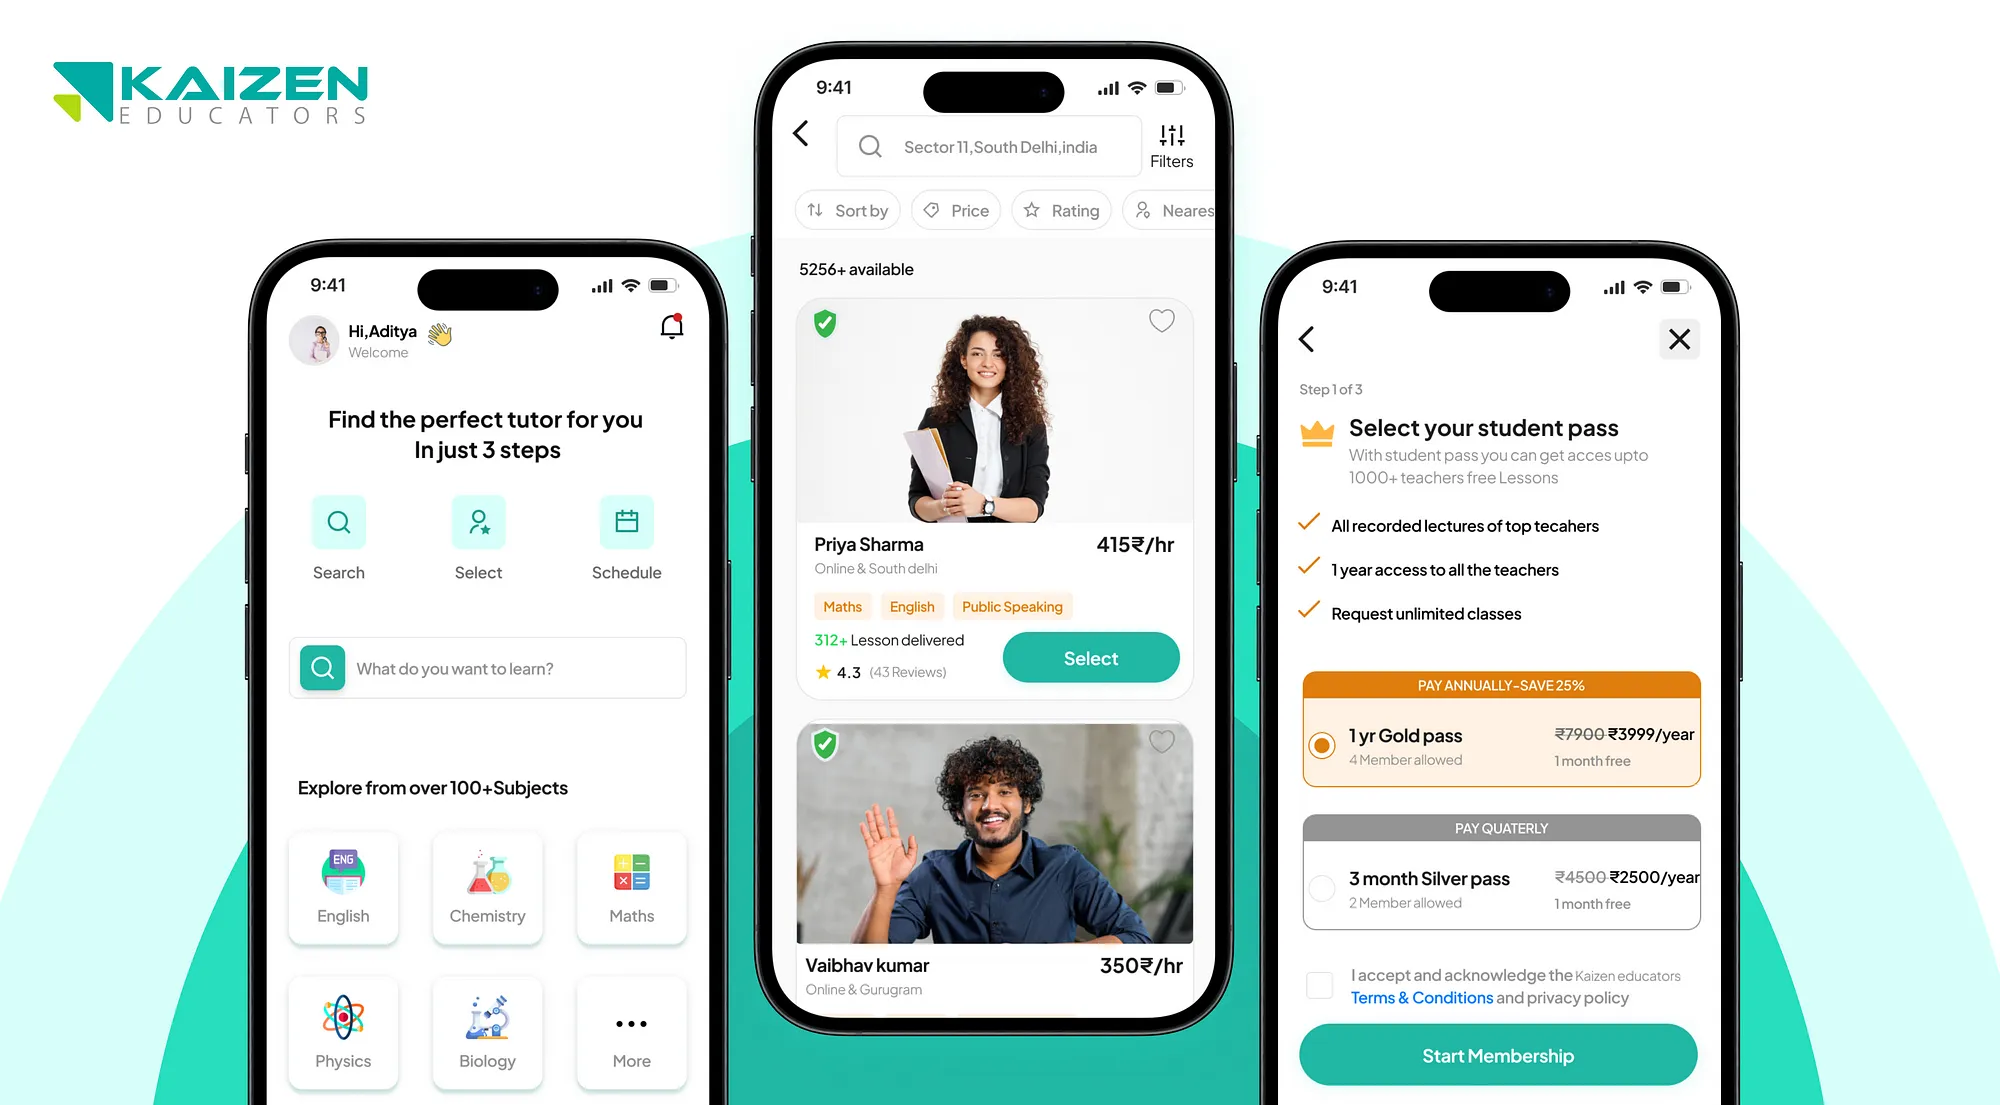 KAIZEN
EDUCATORS
9:41
Hi,Aditya
Welcome
Find the perfect tutor for you
In just 3 steps
Search
Select
Schedule
What do you want to learn?
Explore from over 100+Subjects
ENG
English
Chemistry
Maths
Physics
Biology
More
9:41
Sector 11,South Delhi,india
Filters
Sort by
Price
Rating
Neares
5256+ available
Priya Sharma
415₹/hr
Online & South delhi
Maths
English
Public Speaking
312+ Lesson delivered
4.3 (43 Reviews)
Select
Vaibhav kumar
350₹/hr
Online & Gurugram
9:41
Step 1 of 3
Select your student pass
With student pass you can get acces upto
1000+ teachers free Lessons
All recorded lectures of top tecahers
1 year access to all the teachers
Request unlimited classes
PAY ANNUALLY-SAVE 25%
1 yr Gold pass
₹7900 ₹3999/year
4 Member allowed
1 month free
PAY QUATERLY
3 month Silver pass
₹4500 ₹2500/year
2 Member allowed
1 month free
I accept and acknowledge the Kaizen educators
Terms & Conditions and privacy policy
Start Membership